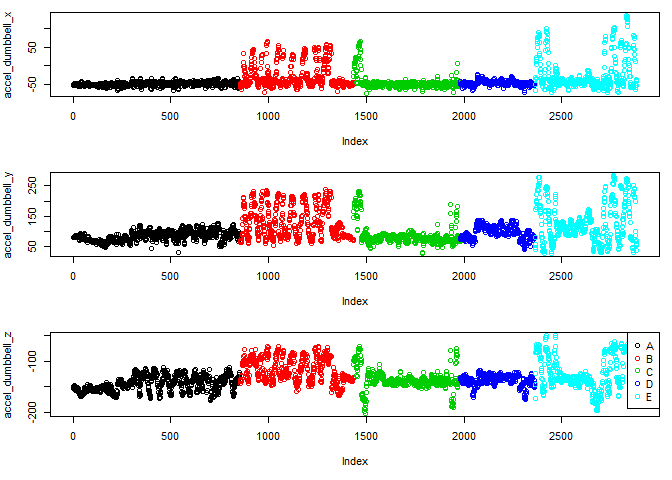 accel_dumbbell_x
-50 50
0 500 1000 1500 2000 2500
Index
accel_dumbbell_y
50 150 250
0 500 1000 1500 2000 2500
Index
accel_dumbbell_z
-200 -100
0 500 1000 1500 2000 2500
Index
A
B
C
D
E